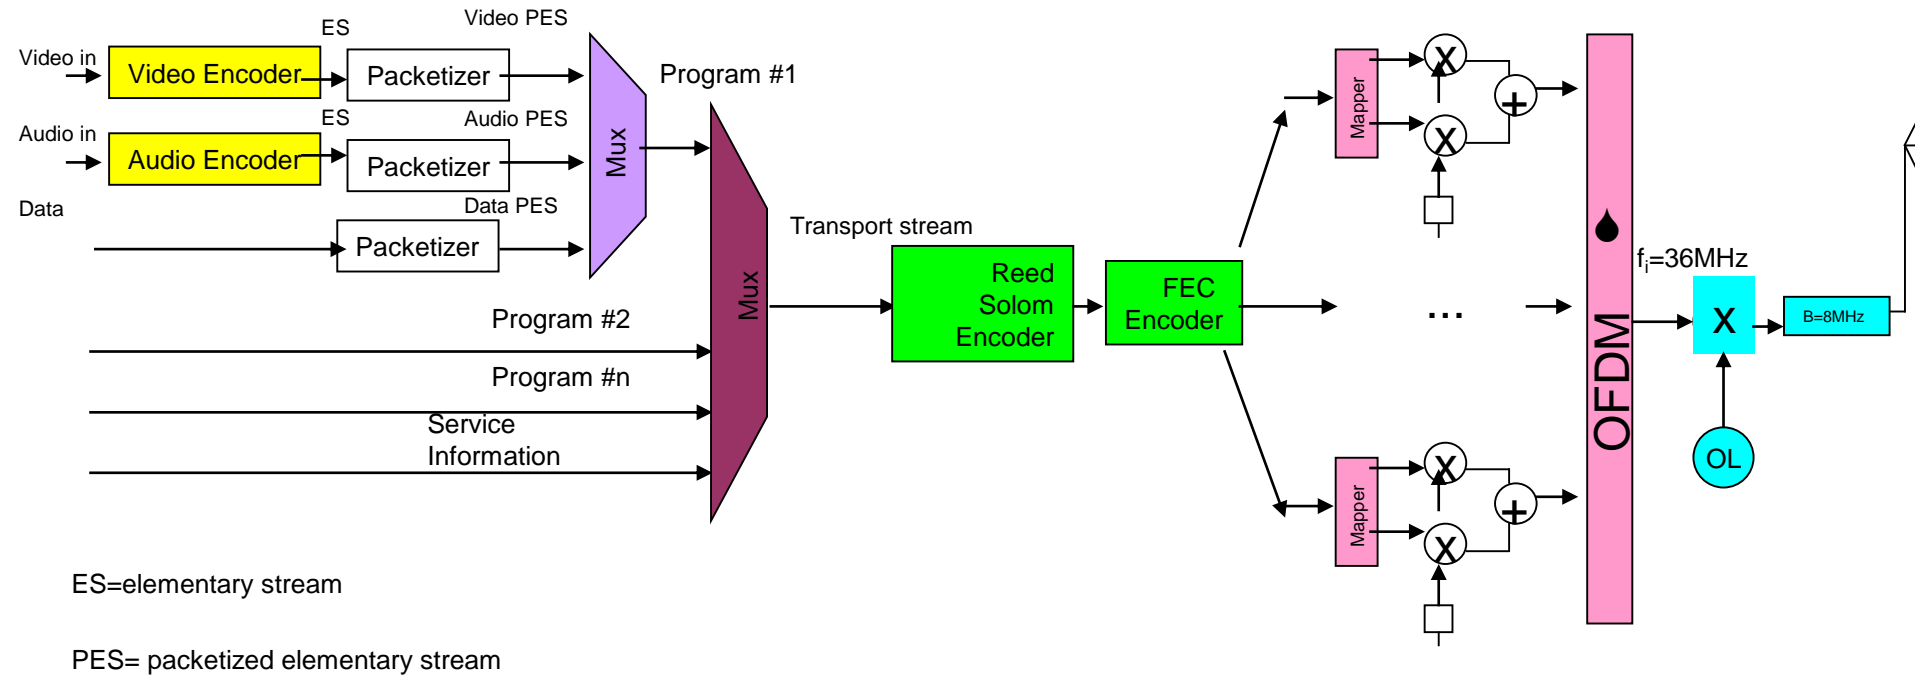 ES
Video PES
Video in
Video Encoder
Packetizer
Program #1
ES
Audio PES
Audio in
Audio Encoder
Packetizer
Mux
Data
Data PES
Packetizer
Transport stream
Mux
Reed
Solom
Encoder
FEC
Encoder
Program #2
Program #n
Service
Information
Mapper
X
X
+
...
Mapper
X
X
+
OFDM
fi=36MHz
X
B=8MHz
OL
ES=elementary stream
PES= packetized elementary stream